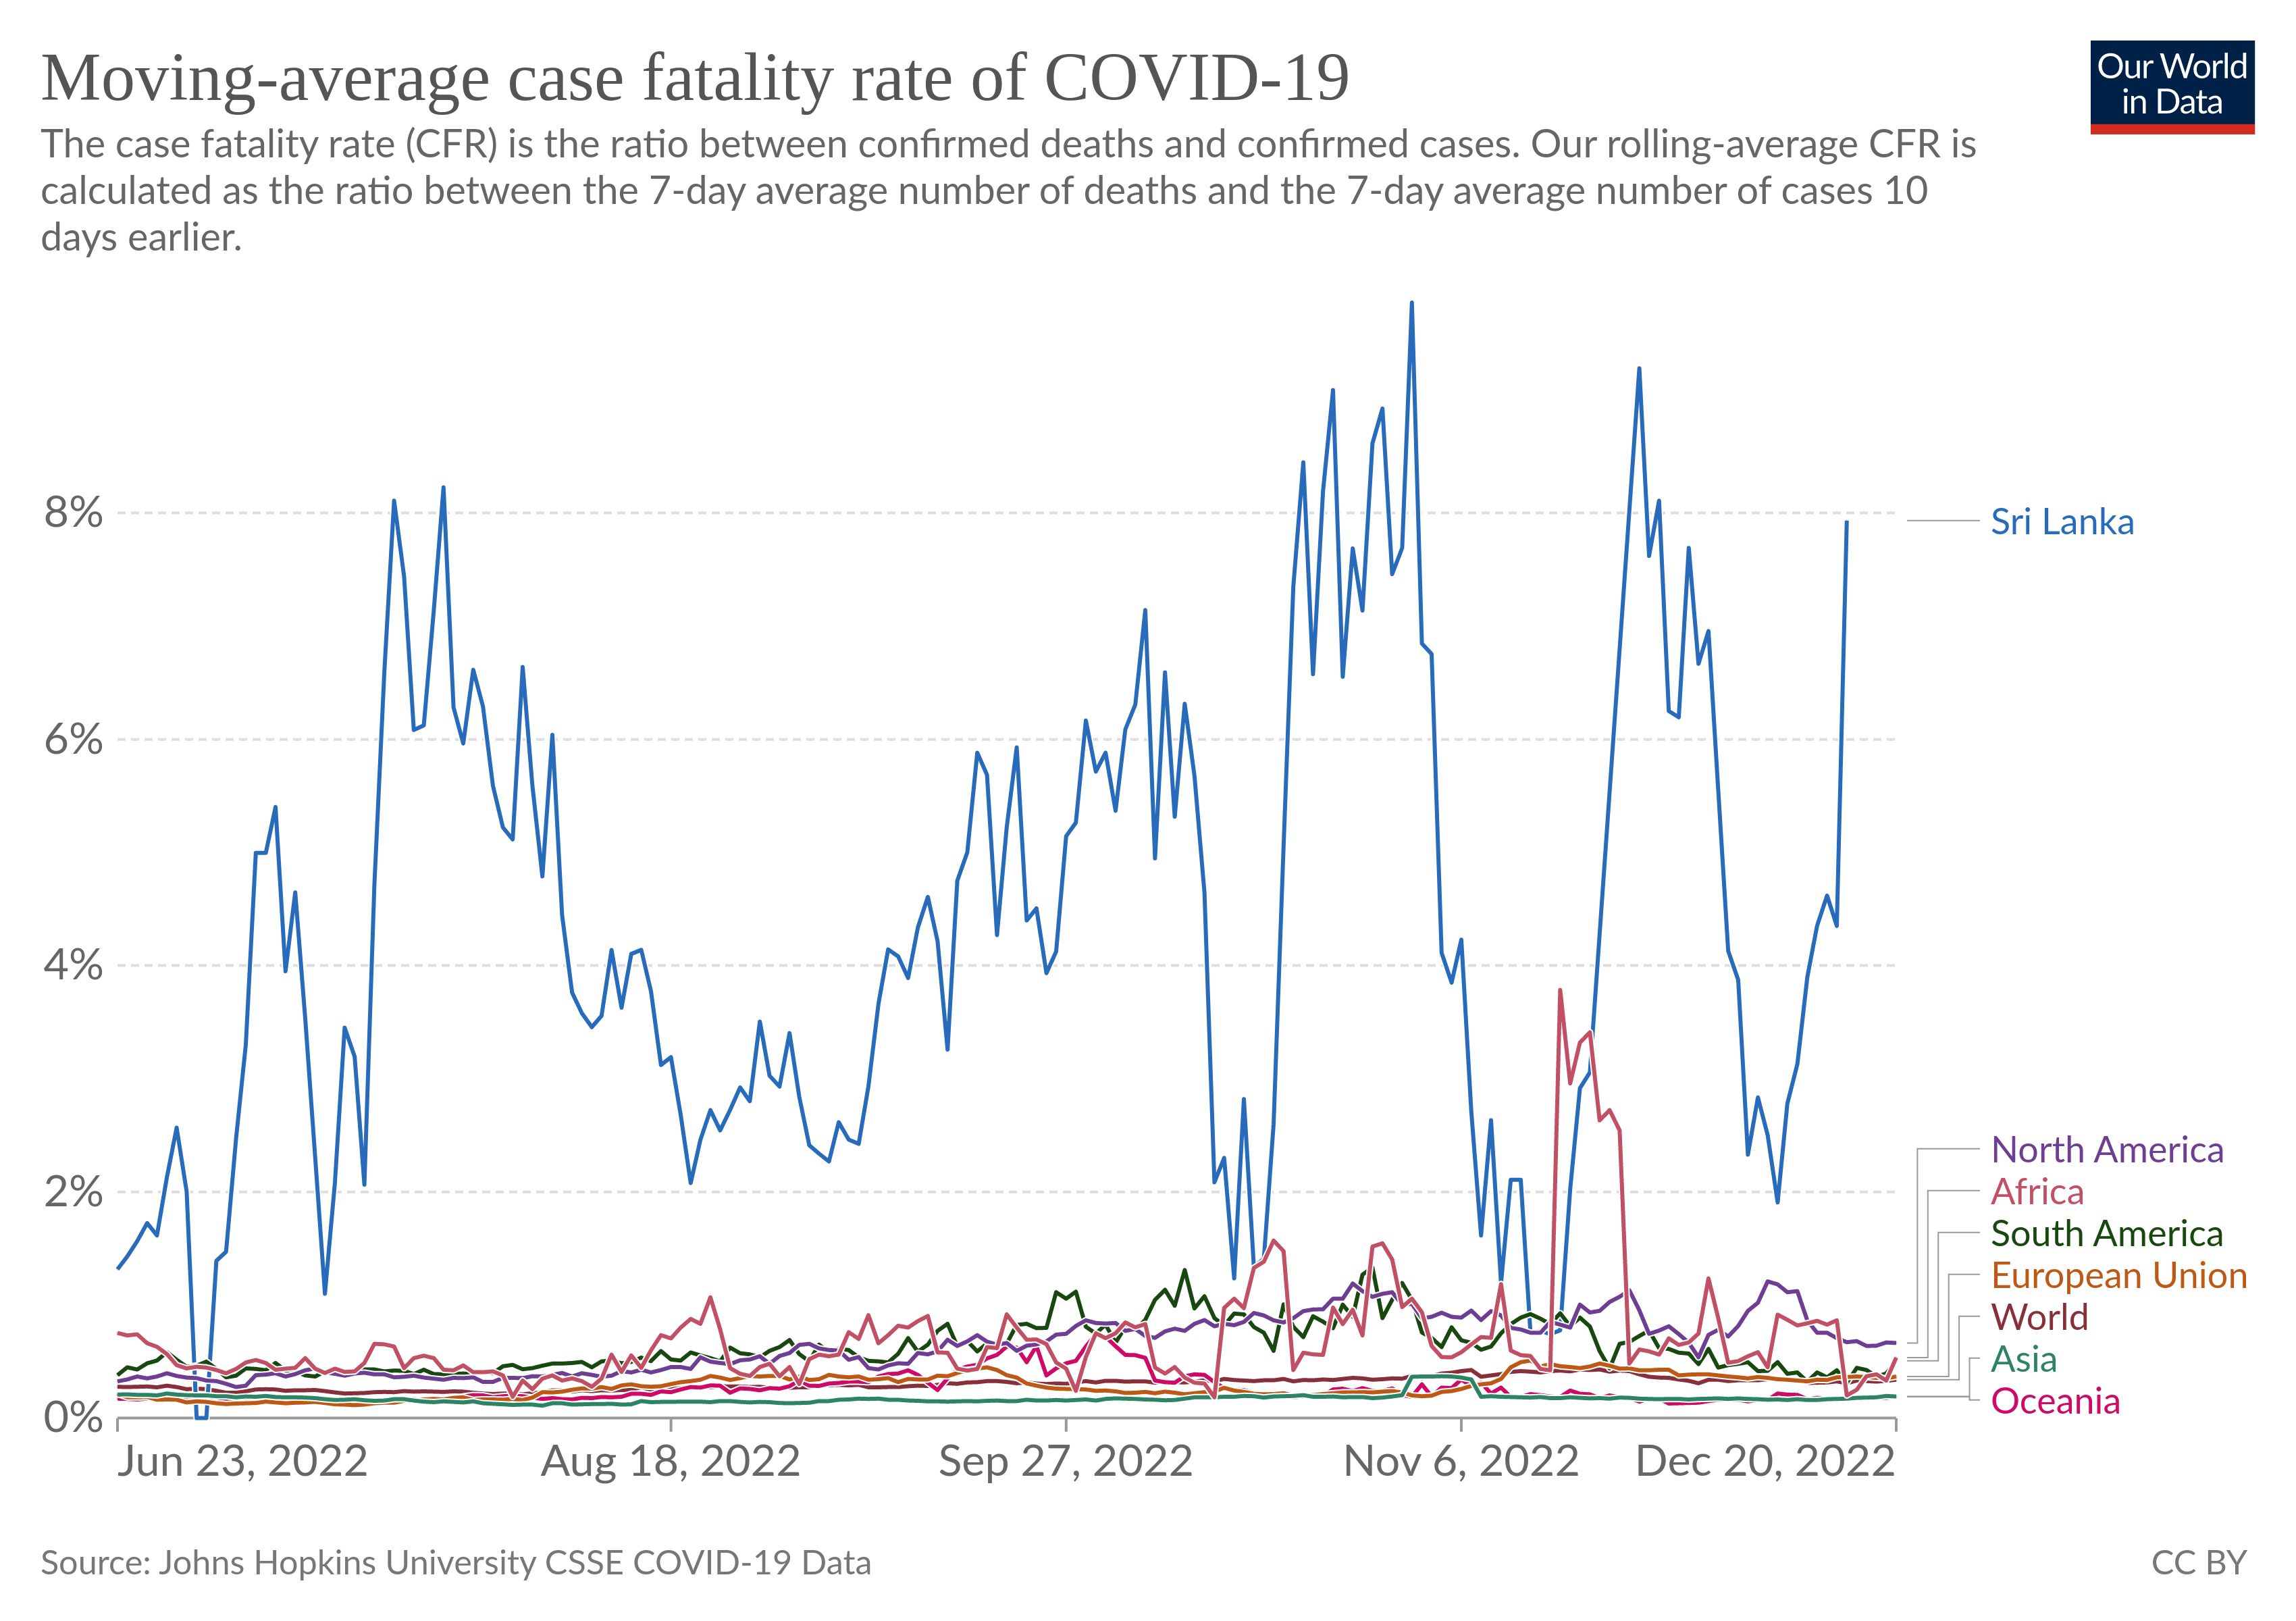 Moving-average case fatality rate of COVID-19
Our World
in Data
The case fatality rate (CFR) is the ratio between confirmed deaths and confirmed cases. Our rolling-average CFR is
calculated as the ratio between the 7-day average number of deaths and the 7-day average number of cases 10
days earlier.
8%
6%
4%
2%
0%
Sri Lanka
North America
Africa
South America
European Union
World
Asia
Oceania
Jun 23, 2022
Aug 18, 2022
Sep 27, 2022
Nov 6, 2022
Dec 20, 2022
Source: Johns Hopkins University CSSE COVID-19 Data
CC BY